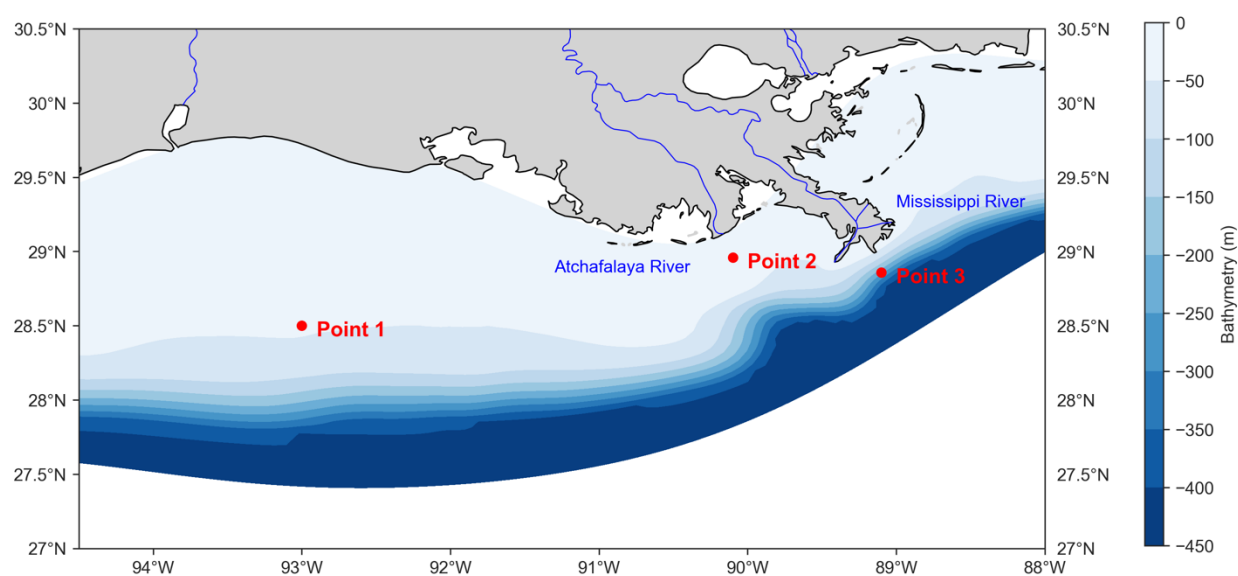 30.5°N
30°N
29.5°N
29°N
28.5°N
28°N
27.5°N
27°N
94°W
93°W
92°W
91°W
90°W
89°W
88°W
30.5°N
30°N
29.5°N
29°N
28.5°N
28°N
27.5°N
27°N
Mississippi River
Atchafalaya River
Point 1
Point 2
Point 3
0
−50
−100
−150
−200
−250
−300
−350
−400
−450
Bathymetry (m)